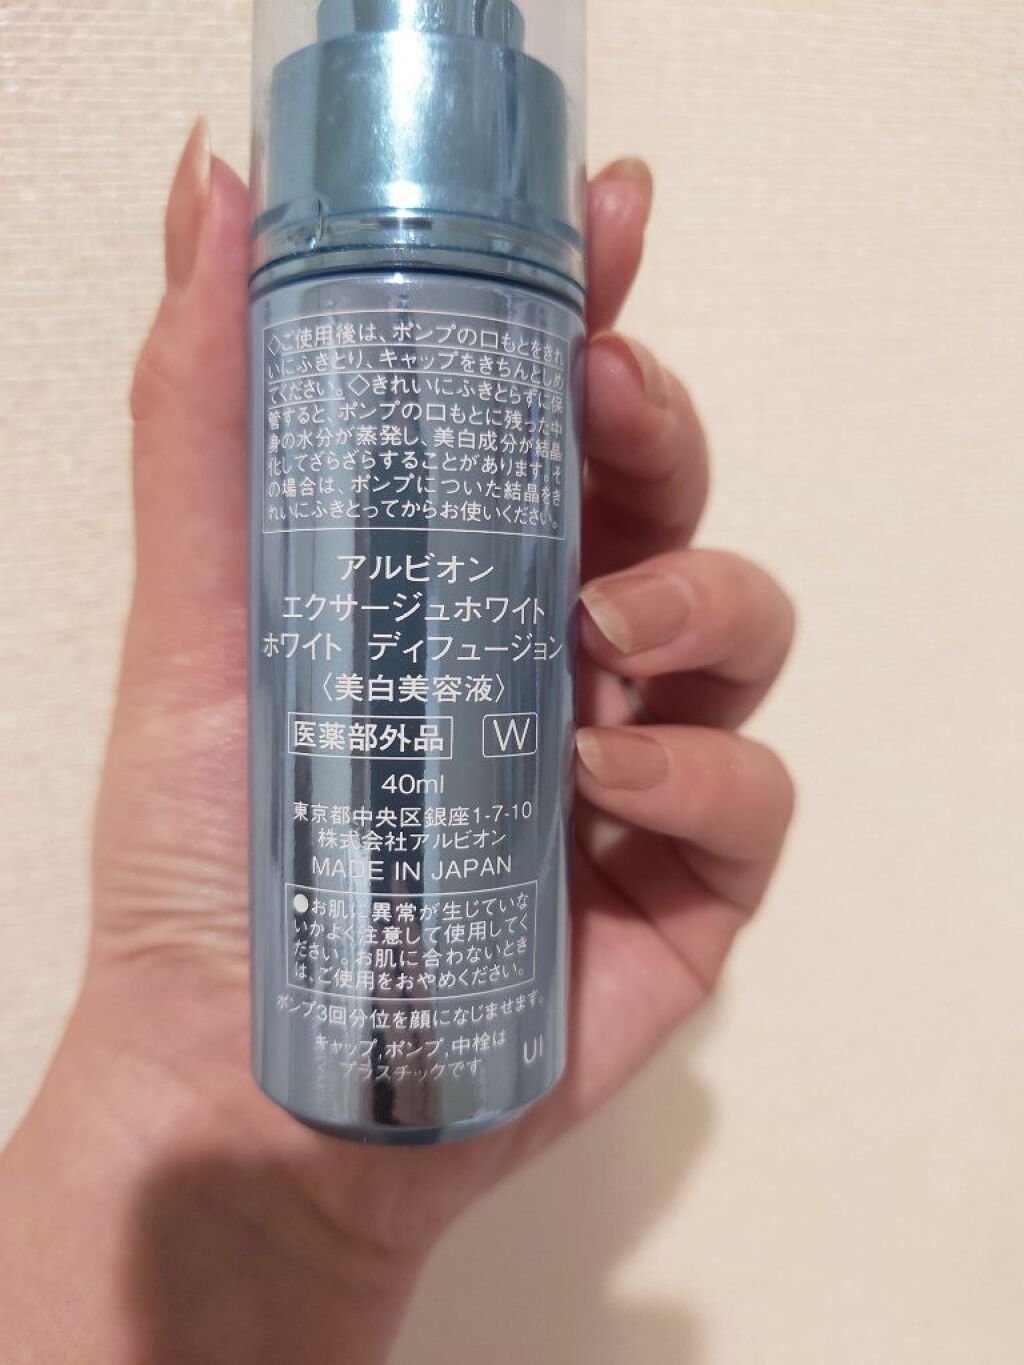 ◇ご使用後は、ポンプの口もとをきれ
いにふきとり、キャップをきちんとしめ
てください。◇きれいにふきとらずに保
管すると、ポンプの口もとに残った中
身の水分が蒸発し、美白成分が結晶
化してざらざらすることがあります。そ
の場合は、ポンプについた結晶をき
れいにふきとってからお使いください。
アルビオン
エクサージュホワイト
ホワイト ディフュージョン
〈美白美容液〉
医薬部外品 W
40ml
東京都中央区銀座1-7-10
株式会社アルビオン
MADE IN JAPAN
●お肌に異常が生じていな
いかよく注意して使用してく
ださい。お肌に合わないとき
は、ご使用をおやめください。
ポンプ3回分位を顔になじませます。
キャップ,ポンプ,中栓は
プラスチックです UI